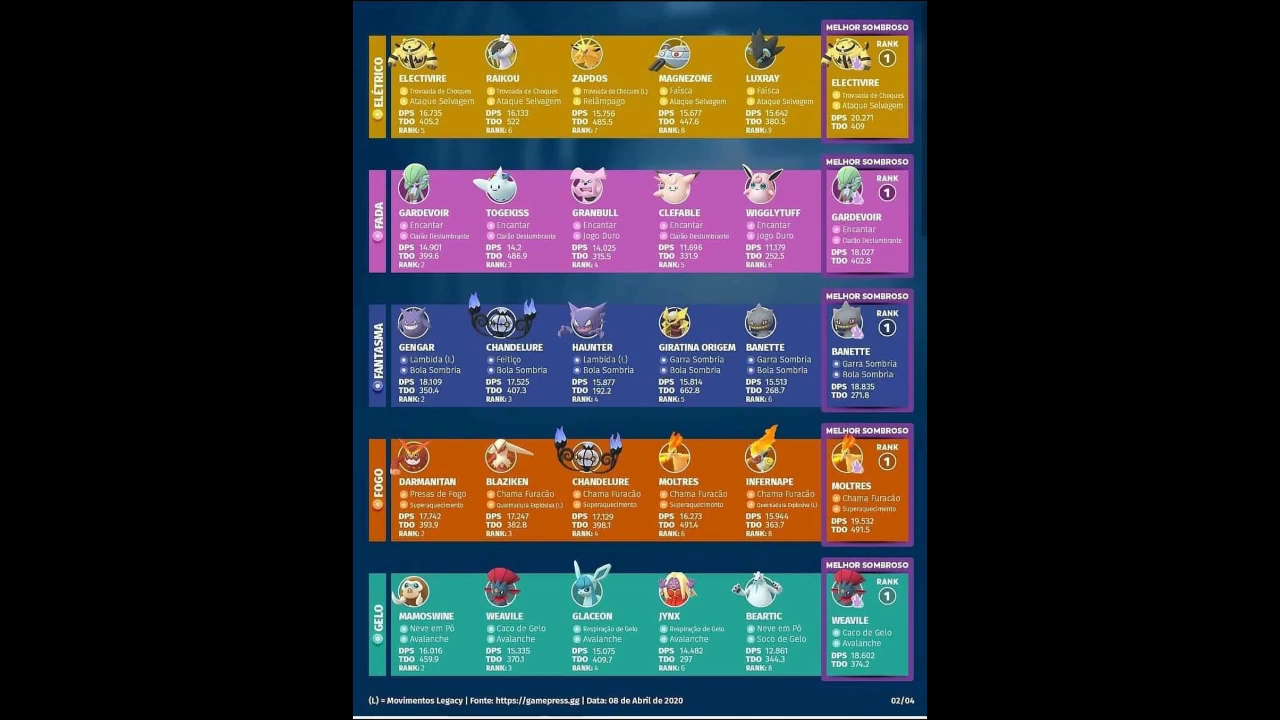 MELHOR SOMBROSO
ELÉTRICO
ELECTIVIRE
Trovoada de Choques
Ataque Selvagem
DPS 16.735
TDO 405.2
RANK: 5
RAIKOU
Trovoada de Choques
Ataque Selvagem
DPS 16.133
TDO 522
RANK: 6
ZAPDOS
Trovoada de Choques (L)
Relâmpago
DPS 15.756
TDO 485.5
RANK: 7
MAGNEZONE
Faísca
Ataque Selvagem
DPS 15.677
TDO 447.6
RANK: 8
LUXRAY
Faísca
Ataque Selvagem
DPS 15.642
TDO 380.5
RANK: 9
RANK
1
ELECTIVIRE
Trovoada de Choques
Ataque Selvagem
DPS 20.271
TDO 409
MELHOR SOMBROSO
FADA
GARDEVOIR
Encantar
Clarão Deslumbrante
DPS 14.901
TDO 399.6
RANK: 2
TOGEKISS
Encantar
Clarão Deslumbrante
DPS 14.2
TDO 486.9
RANK: 3
GRANBULL
Encantar
Jogo Duro
DPS 14.025
TDO 315.5
RANK: 4
CLEFABLE
Encantar
Clarão Deslumbrante
DPS 11.696
TDO 331.9
RANK: 5
WIGGLYTUFF
Encantar
Jogo Duro
DPS 11.179
TDO 252.5
RANK: 6
RANK
1
GARDEVOIR
Encantar
Clarão Deslumbrante
DPS 18.027
TDO 402.8
MELHOR SOMBROSO
FANTASMA
GENGAR
Lambida (L)
Bola Sombria
DPS 18.109
TDO 350.4
RANK: 2
CHANDELURE
Feitiço
Bola Sombria
DPS 17.525
TDO 407.3
RANK: 3
HAUNTER
Lambida (L)
Bola Sombria
DPS 15.877
TDO 192.2
RANK: 4
GIRATINA ORIGEM
Garra Sombria
Bola Sombria
DPS 15.814
TDO 662.8
RANK: 5
BANETTE
Garra Sombria
Bola Sombria
DPS 15.513
TDO 268.7
RANK: 6
RANK
1
BANETTE
Garra Sombria
Bola Sombria
DPS 18.835
TDO 271.8
MELHOR SOMBROSO
FOGO
DARMANITAN
Presas de Fogo
Superaquecimento
DPS 17.742
TDO 393.9
RANK: 2
BLAZIKEN
Chama Furacão
Queimadura Explosiva (L)
DPS 17.247
TDO 382.8
RANK: 3
CHANDELURE
Chama Furacão
Superaquecimento
DPS 17.129
TDO 398.1
RANK: 4
MOLTRES
Chama Furacão
Superaquecimento
DPS 16.273
TDO 491.4
RANK: 6
INFERNAPE
Chama Furacão
Queimadura Explosiva (L)
DPS 15.944
TDO 363.7
RANK: 8
RANK
1
MOLTRES
Chama Furacão
Superaquecimento
DPS 19.532
TDO 491.5
MELHOR SOMBROSO
GELO
MAMOSWINE
Neve em Pó
Avalanche
DPS 16.016
TDO 459.9
RANK: 2
WEAVILE
Caco de Gelo
Avalanche
DPS 15.335
TDO 370.1
RANK: 3
GLACEON
Respiração de Gelo
Avalanche
DPS 15.075
TDO 409.7
RANK: 4
JYNX
Respiração de Gelo
Avalanche
DPS 14.482
TDO 297
RANK: 6
BEARTIC
Neve em Pó
Soco de Gelo
DPS 12.861
TDO 344.3
RANK: 8
RANK
1
WEAVILE
Caco de Gelo
Avalanche
DPS 18.602
TDO 374.2
(L) = Movimentos Legacy | Fonte: https://gamepress.gg | Data: 08 de Abril de 2020
02/04